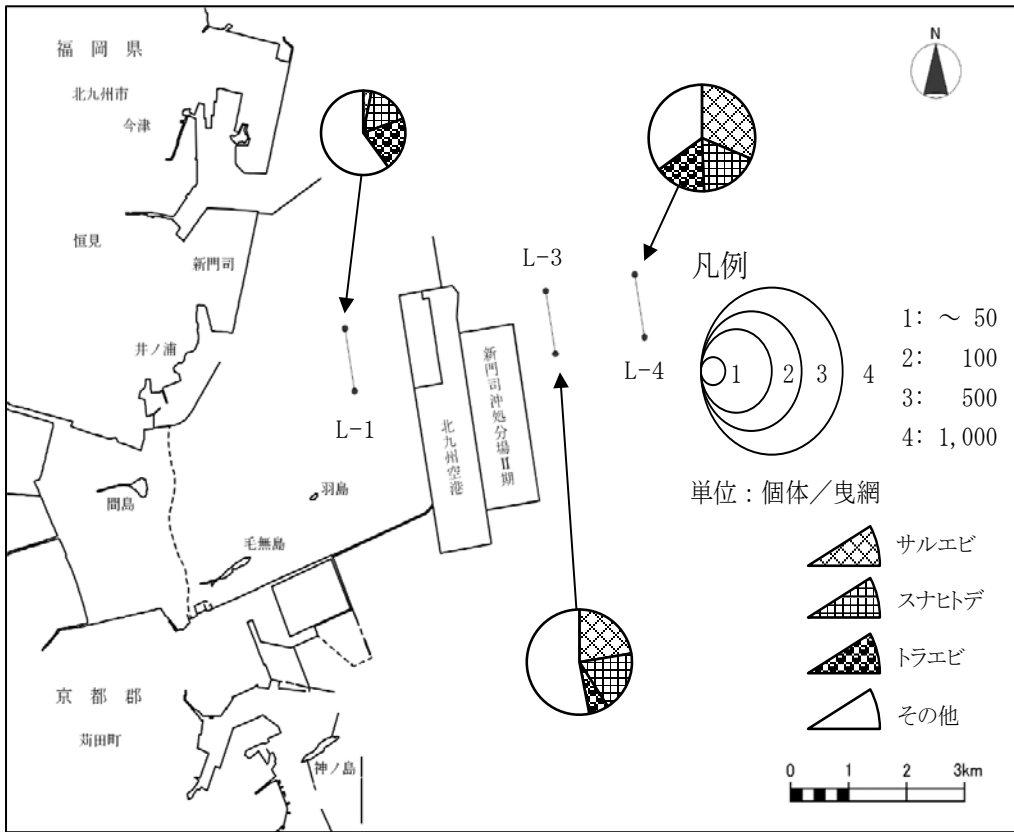 福岡県
北九州市
今津
恒見
新門司
井ノ浦
間島
羽島
毛無島
京都郡
苅田町
神ノ島
北九州空港
新門司沖処分場Ⅱ期
L-1
L-3
L-4
N
凡例
1
2
3
4
1: ～ 50
2: 100
3: 500
4: 1,000
単位：個体／曳網
サルエビ
スナヒトデ
トラエビ
その他
0 1 2 3km